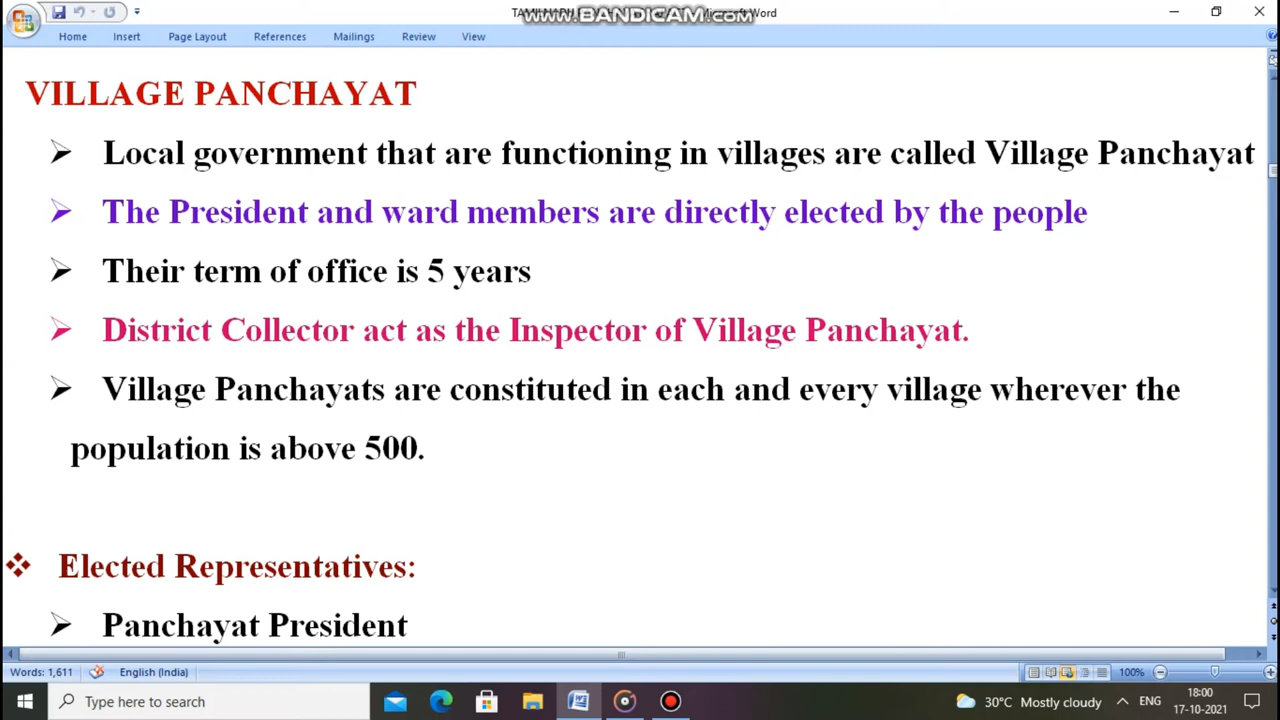 www.BANDICAM.com
Microsoft Word
Home Insert Page Layout References Mailings Review View
VILLAGE PANCHAYAT
Local government that are functioning in villages are called Village Panchayat
The President and ward members are directly elected by the people
Their term of office is 5 years
District Collector act as the Inspector of Village Panchayat.
Village Panchayats are constituted in each and every village wherever the
population is above 500.
Elected Representatives:
Panchayat President
Words: 1,611 English (India) 100%
Type here to search 30°C Mostly cloudy ENG 18:00
17-10-2021